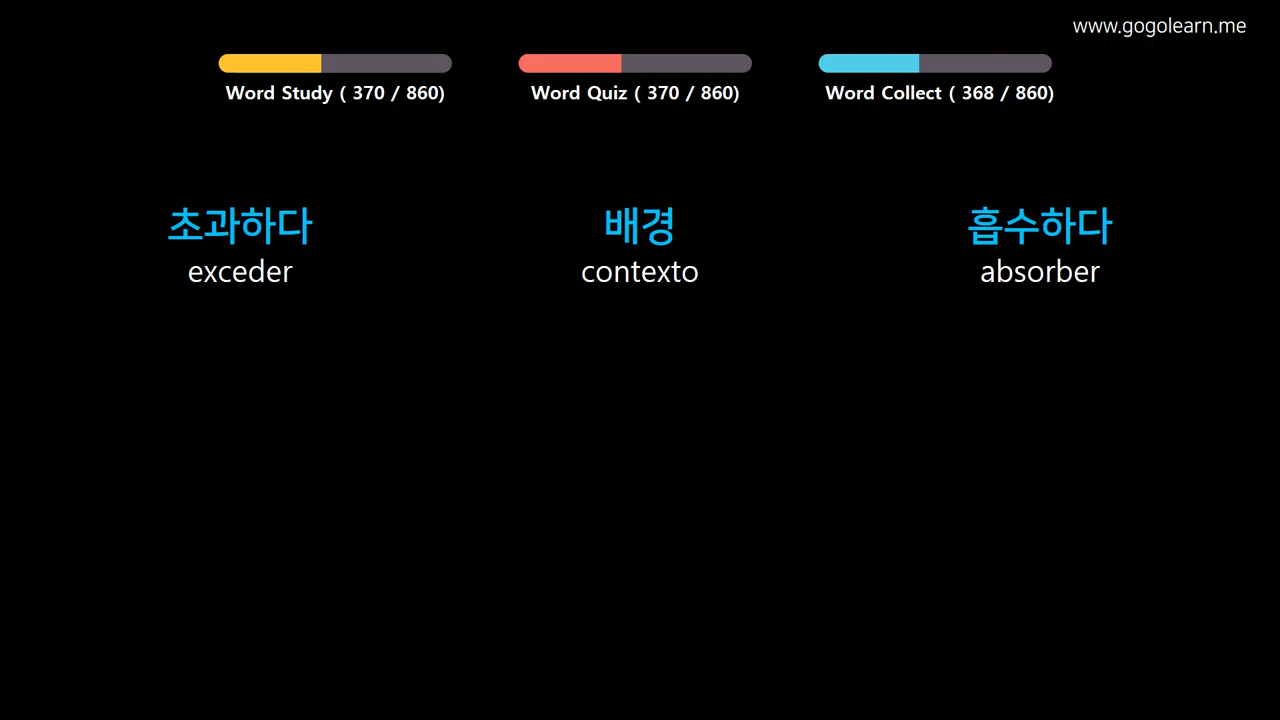 www.gogolearn.me
Word Study ( 370 / 860)
Word Quiz ( 370 / 860)
Word Collect ( 368 / 860)
초과하다
exceder
배경
contexto
흡수하다
absorber